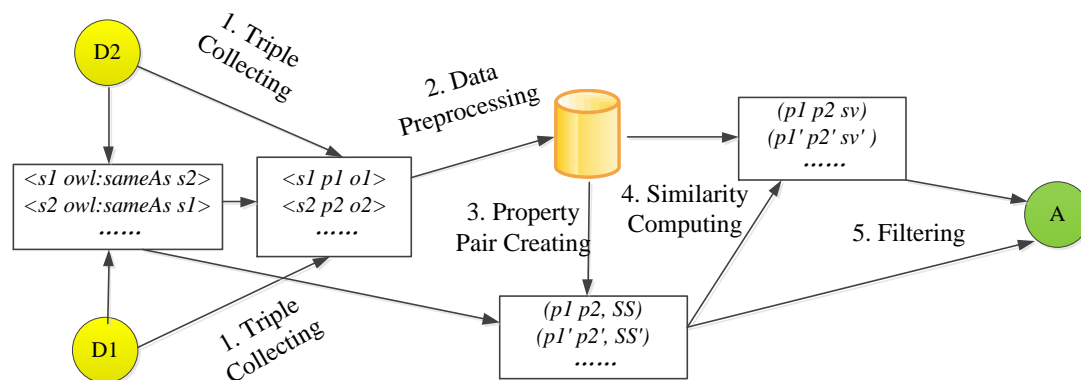 D2
1. Triple
Collecting
2. Data
Preprocessing
(p1 p2 sv)
(p1' p2' sv' )
......
<s1 owl:sameAs s2>
<s2 owl:sameAs s1>
......
<s1 p1 o1>
<s2 p2 o2>
......
3. Property
Pair Creating
4. Similarity
Computing
5. Filtering
A
(p1 p2, SS)
(p1' p2', SS')
......
D1
1. Triple
Collecting